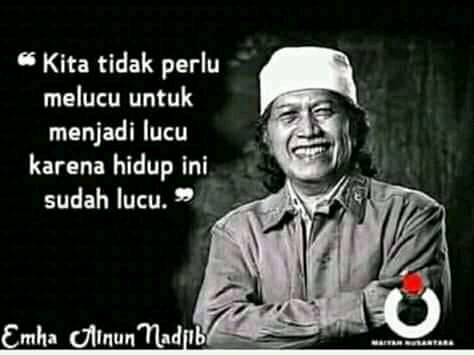 ❝ Kita tidak perlu
melucu untuk
menjadi lucu
karena hidup ini
sudah lucu. ❞
Emha Ainun Nadjib
MAIYAH NUSANTARA